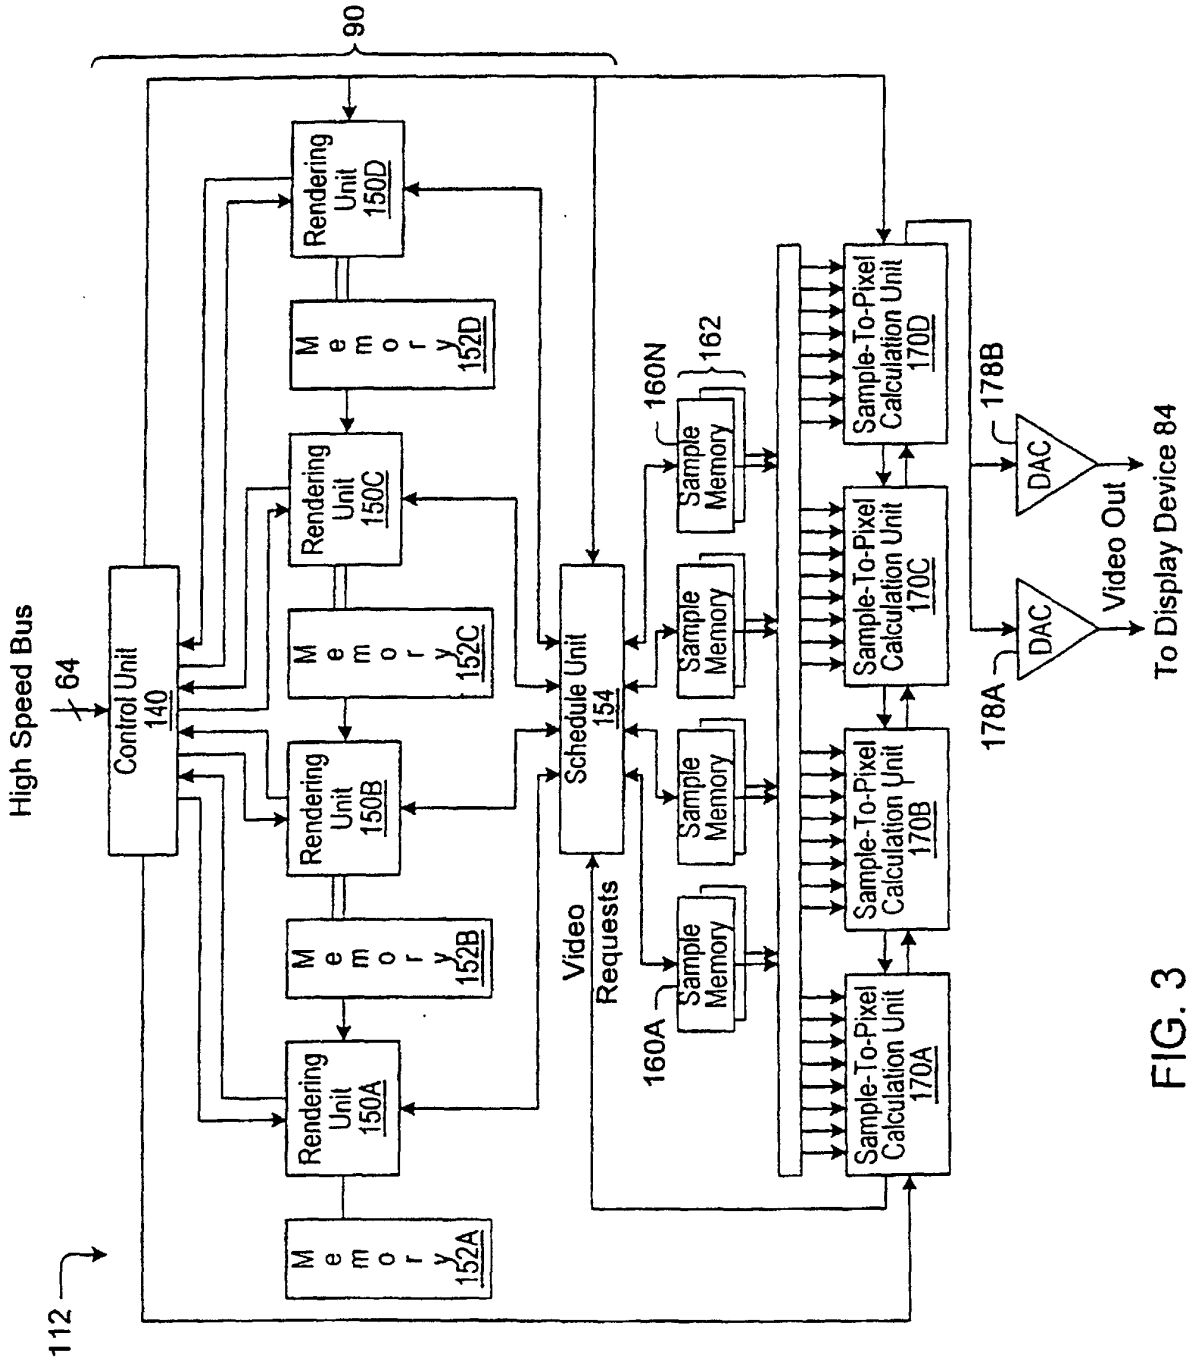 112
High Speed Bus
64
Control Unit
140
90
Memory
152A
Rendering
Unit
150A
Memory
152B
Rendering
Unit
150B
Memory
152C
Rendering
Unit
150C
Memory
152D
Rendering
Unit
150D
Video
Requests
Schedule Unit
154
160A
Sample
Memory
Sample
Memory
Sample
Memory
Sample
Memory
160N
162
Sample-To-Pixel
Calculation Unit
170A
Sample-To-Pixel
Calculation Unit
170B
Sample-To-Pixel
Calculation Unit
170C
Sample-To-Pixel
Calculation Unit
170D
178A
DAC
DAC
178B
Video Out
To Display Device 84
FIG. 3